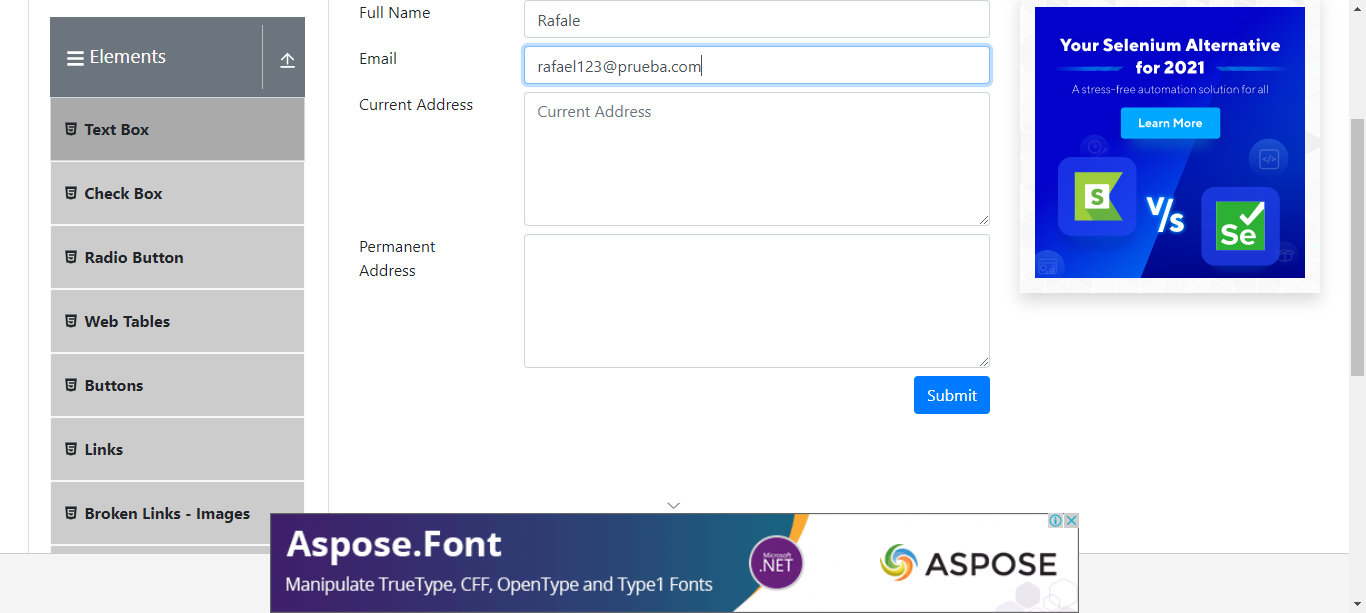 Elements
Text Box
Check Box
Radio Button
Web Tables
Buttons
Links
Broken Links - Images
Full Name
Rafale
Email
rafael123@prueba.com
Current Address
Current Address
Permanent
Address
Submit
Your Selenium Alternative
for 2021
A stress-free automation solution for all
Learn More
S
V/s
Se
Aspose.Font
Manipulate TrueType, CFF, OpenType and Type1 Fonts
Microsoft
.NET
ASPOSE